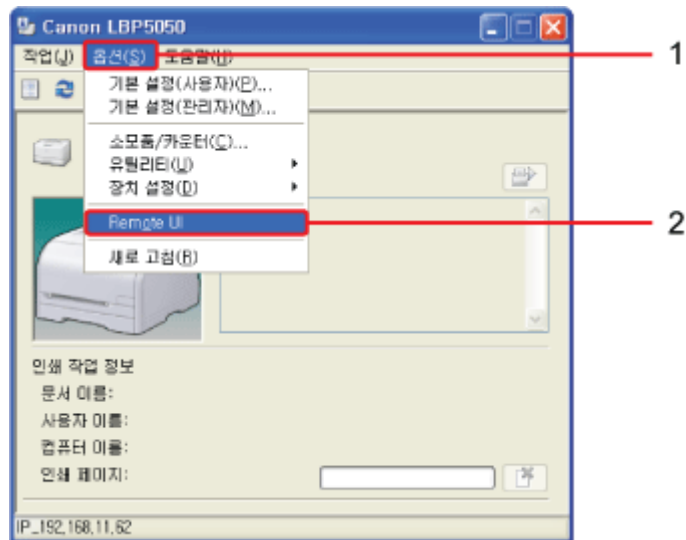 Canon LBP5050
작업(J) 옵션(S) 도움말(H)
1
기본 설정(사용자)(P)...
기본 설정(관리자)(M)...
소모품/카운터(C)...
유틸리티(U)
장치 설정(D)
Remote UI
2
새로 고침(R)
인쇄 작업 정보
문서 이름:
사용자 이름:
컴퓨터 이름:
인쇄 페이지:
IP_192,168,11,62